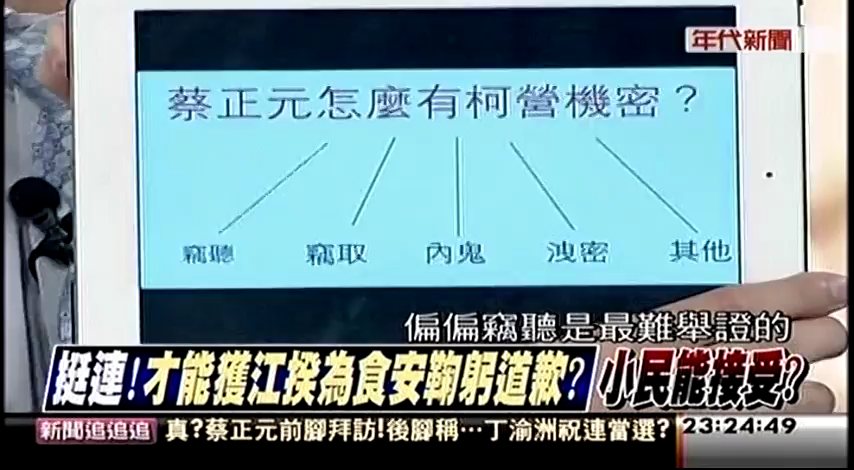 年代新聞
蔡正元怎麼有柯營機密？
竊聽 竊取 內鬼 洩密 其他
偏偏竊聽是最難舉證的
挺連!才能獲江揆為食安鞠躬道歉? 小民能接受?
新聞追追追 真?蔡正元前腳拜訪!後腳稱…丁渝洲祝連當選? 23:24:49